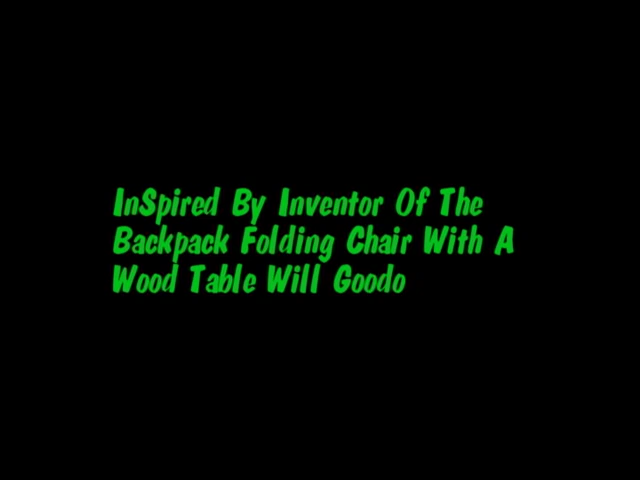 InSpired By Inventor Of The
Backpack Folding Chair With A
Wood Table Will Goodo